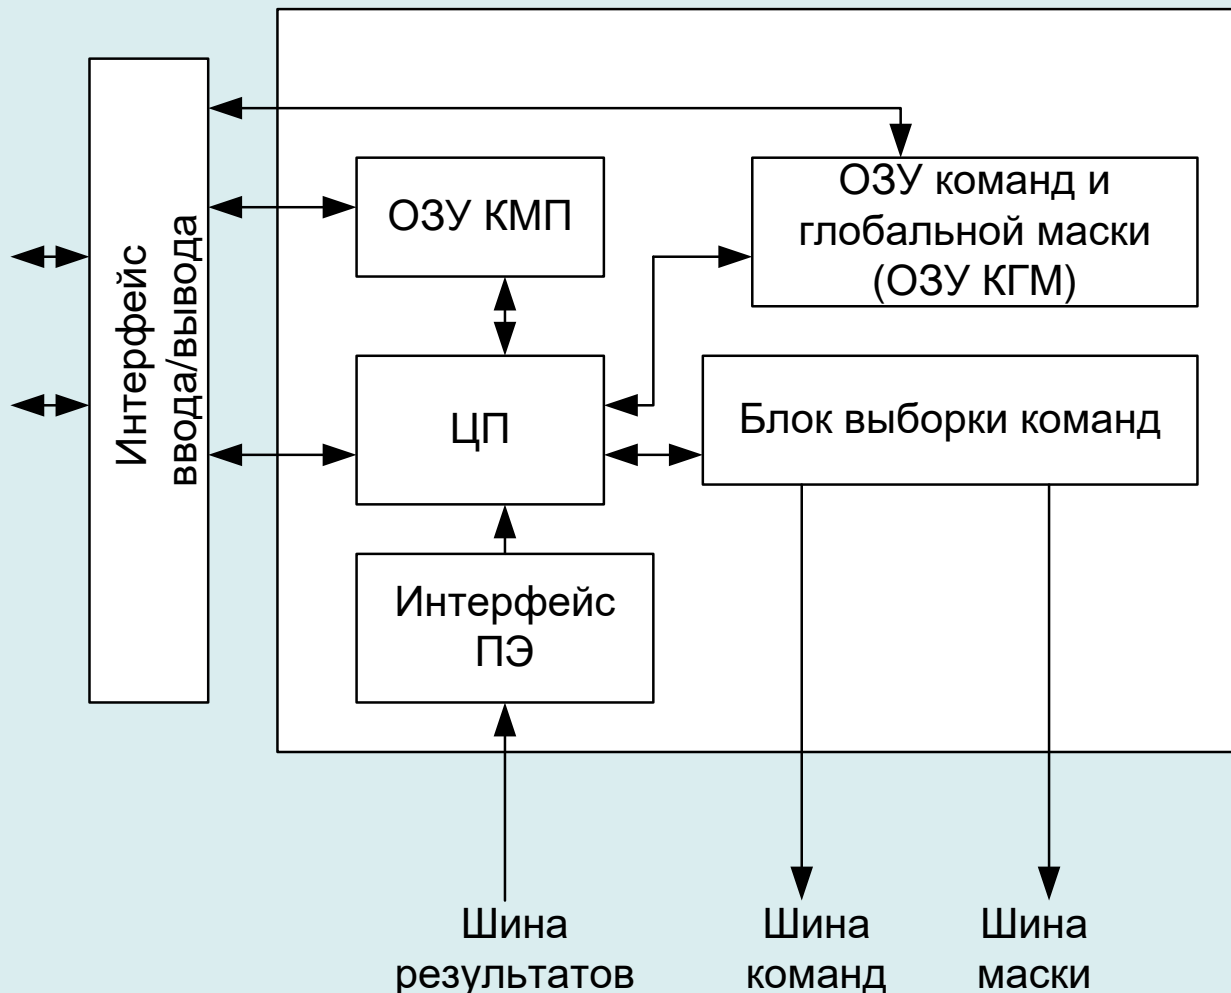 Интерфейс
ввода/вывода
ОЗУ КМП
ОЗУ команд и
глобальной маски
(ОЗУ КГМ)
ЦП
Блок выборки команд
Интерфейс
ПЭ
Шина
результатов
Шина
команд
Шина
маски